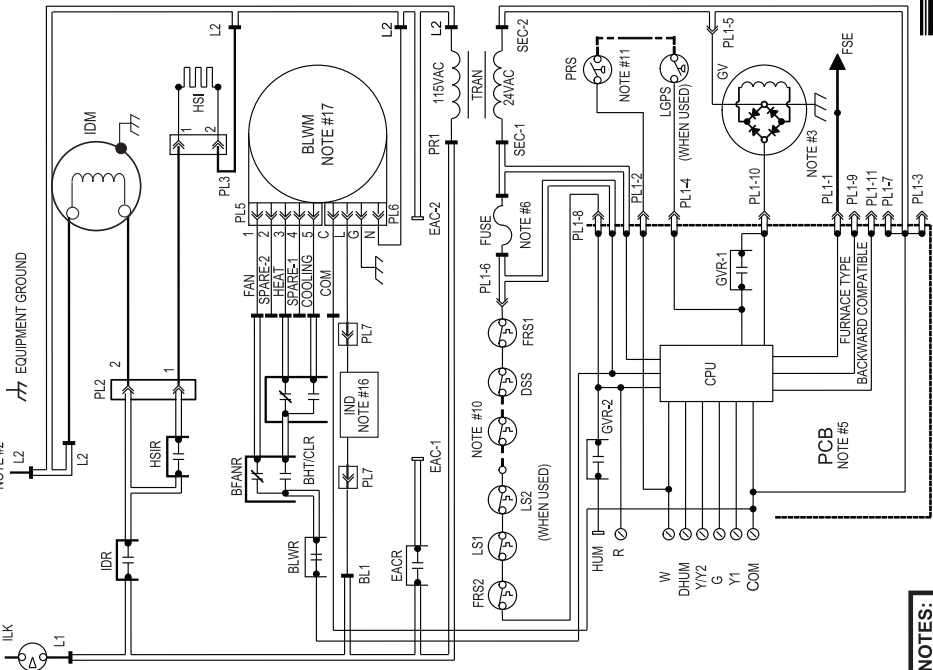 EQUIPMENT GROUND
NOTE #2
L2
L2
ILK
L1
IDR
HSIR
PL2
2
1
IDM
HSI
1
2
PL3
L2
BLWM
NOTE #17
PL5
1
2
3
4
5
C
L
G
N
PL6
FAN
SPARE-2
HEAT
SPARE-1
COOLING
COM
BFANR
BHT/CLR
BLWR
PL7
IND
NOTE #16
PL7
BL1
L2
EAC-2
EAC-1
EACR
L2
115VAC
PR1
TRAN
24VAC
SEC-2
SEC-1
FUSE
NOTE #6
PL1-6
FRS1
DSS
NOTE #10
LS2
(WHEN USED)
LS1
FRS2
PL1-8
PRS
NOTE #11
LGPS
(WHEN USED)
PL1-2
PL1-4
PL1-5
GV
NOTE #3
PL1-10
FSE
PL1-1
PL1-9
PL1-11
PL1-7
PL1-3
GVR-1
GVR-2
CPU
FURNACE TYPE
BACKWARD COMPATIBLE
PCB
NOTE #5
HUM
R
W
DHUM
Y/Y2
G
Y1
COM
NOTES: